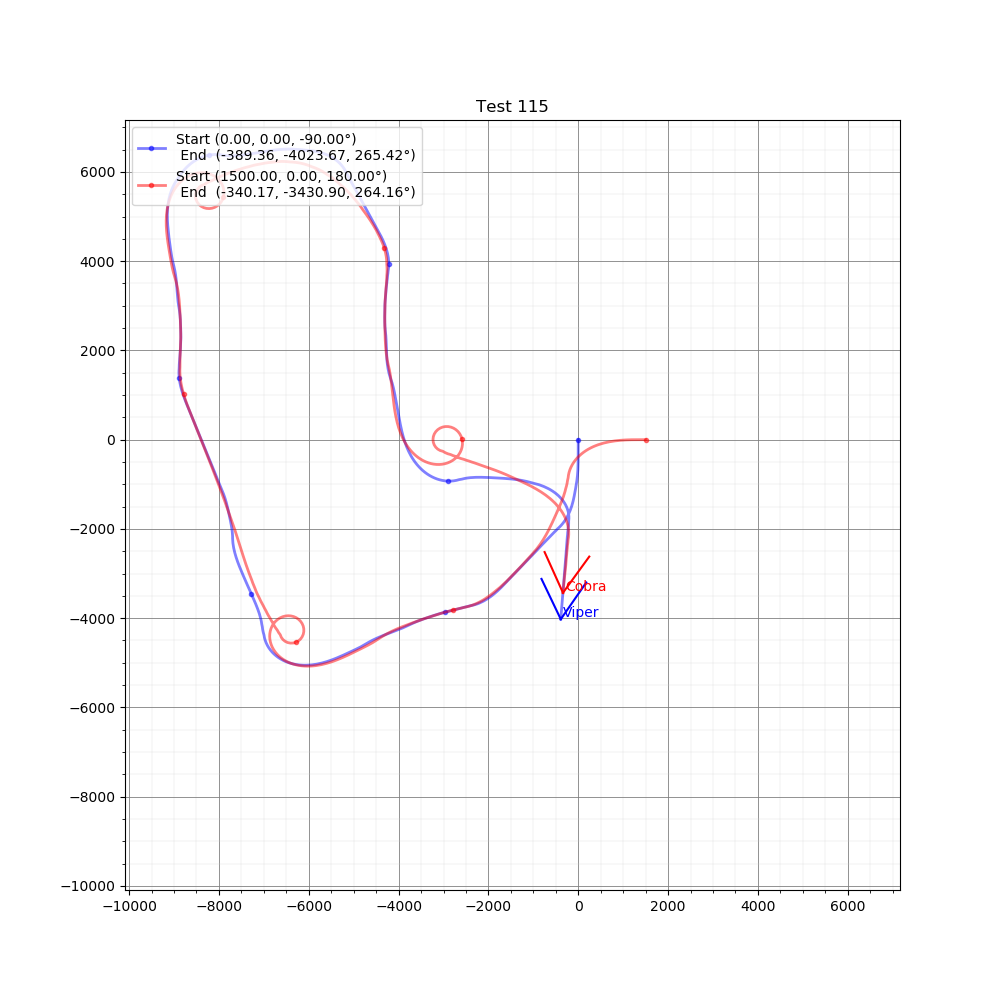 Test 115
Start (0.00, 0.00, -90.00°)
End (-389.36, -4023.67, 265.42°)
Start (1500.00, 0.00, 180.00°)
End (-340.17, -3430.90, 264.16°)
6000
4000
2000
0
−2000
−4000
−6000
−8000
−10000
Cobra
Viper
−10000 −8000 −6000 −4000 −2000 0 2000 4000 6000